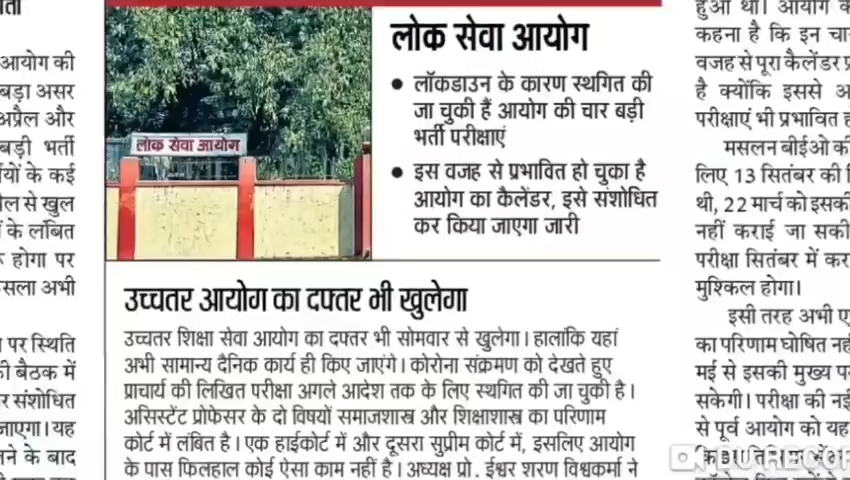 आयोग की
बड़ा असर
अप्रैल और
बड़ी भर्ती
के कई
से खुल
के लंबित
होगा पर
अभी
पर स्थिति
बैठक में
संशोधित
जाएगा। यह
के बाद
लोक सेवा आयोग
लोक सेवा आयोग
● लॉकडाउन के कारण स्थगित की
जा चुकी हैं आयोग की चार बड़ी
भर्ती परीक्षाएं
● इस वजह से प्रभावित हो चुका है
आयोग का कैलेंडर, इसे संशोधित
कर किया जाएगा जारी
उच्चतर आयोग का दफ्तर भी खुलेगा
उच्चतर शिक्षा सेवा आयोग का दफ्तर भी सोमवार से खुलेगा। हालांकि यहां
अभी सामान्य दैनिक कार्य ही किए जाएंगे। कोरोना संक्रमण को देखते हुए
प्राचार्य की लिखित परीक्षा अगले आदेश तक के लिए स्थगित की जा चुकी है।
असिस्टेंट प्रोफेसर के दो विषयों समाजशास्त्र और शिक्षाशास्त्र का परिणाम
कोर्ट में लंबित है। एक हाईकोर्ट में और दूसरा सुप्रीम कोर्ट में, इसलिए आयोग
के पास फिलहाल कोई ऐसा काम नहीं है। अध्यक्ष प्रो. ईश्वर शरण विश्वकर्मा ने
हुआ था। आयोग
कहना है कि इन
वजह से पूरा कैलेंडर
है क्योंकि इससे
परीक्षाएं भी प्रभावित
मसलन बीईओ की
लिए 13 सितंबर की
थी, 22 मार्च को इसकी
नहीं कराई जा सकी
परीक्षा सितंबर में
मुश्किल होगा।
इसी तरह अभी
का परिणाम घोषित
मई से इसकी मुख्य
सकेगी। परीक्षा की
से पूर्व आयोग को यह